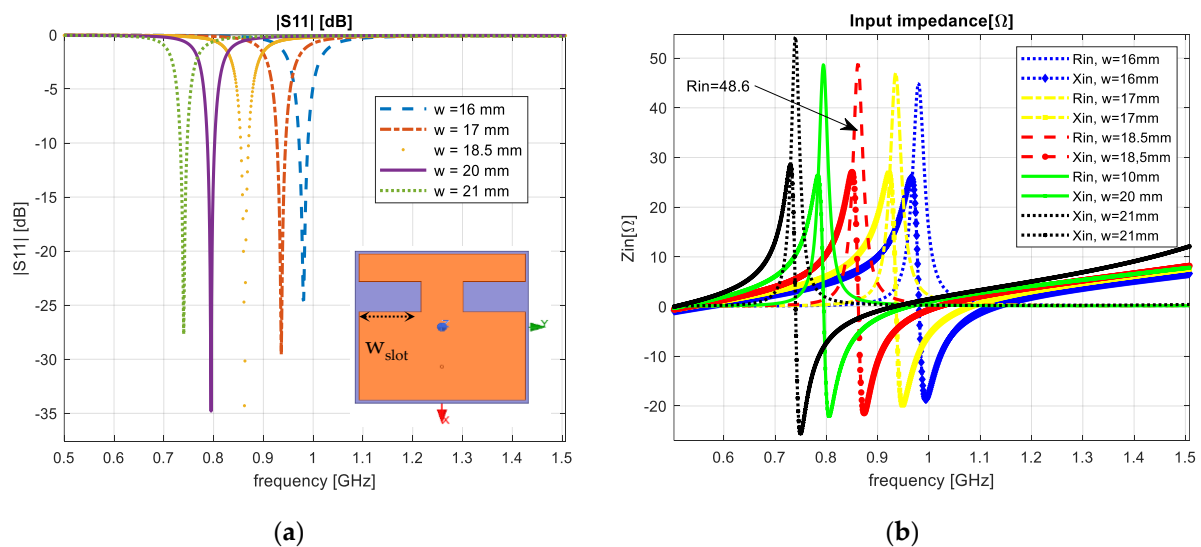 |S11| [dB]
|S11| [dB]
0
-5
-10
-15
-20
-25
-30
-35
0.5 0.6 0.7 0.8 0.9 1 1.1 1.2 1.3 1.4 1.5
frequency [GHz]
w =16 mm
w = 17 mm
w = 18.5 mm
w = 20 mm
w = 21 mm
wslot
Z
Y
X
(a)
Input impedance[Ω]
Zin[Ω]
50
40
30
20
10
0
-10
-20
0.6 0.7 0.8 0.9 1 1.1 1.2 1.3 1.4 1.5
frequency [GHz]
Rin=48.6
Rin, w=16mm
Xin, w=16mm
Rin, w=17mm
Xin, w=17mm
Rin, w=18.5mm
Xin, w=18,5mm
Rin, w=10mm
Xin, w=20 mm
Xin, w=21mm
Xin, w=21mm
(b)